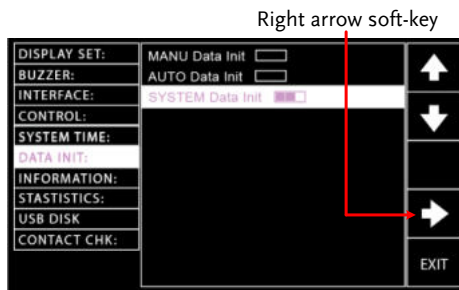 Right arrow soft-key
DISPLAY SET:
BUZZER:
INTERFACE:
CONTROL:
SYSTEM TIME:
DATA INIT:
INFORMATION:
STASTISTICS:
USB DISK
CONTACT CHK:
MANU Data Init
AUTO Data Init
SYSTEM Data Init
EXIT